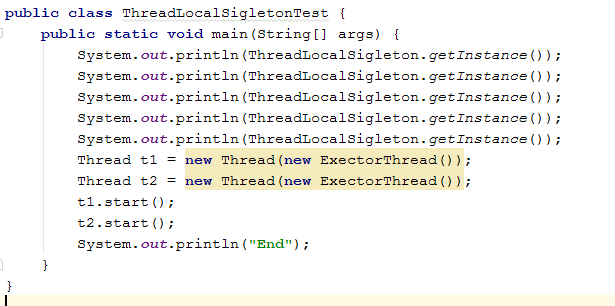 public class ThreadLocalSigletonTest {
    public static void main(String[] args) {
        System.out.println(ThreadLocalSigleton.getInstance());
        System.out.println(ThreadLocalSigleton.getInstance());
        System.out.println(ThreadLocalSigleton.getInstance());
        System.out.println(ThreadLocalSigleton.getInstance());
        System.out.println(ThreadLocalSigleton.getInstance());
        Thread t1 = new Thread(new ExectorThread());
        Thread t2 = new Thread(new ExectorThread());
        t1.start();
        t2.start();
        System.out.println("End");
    }
}